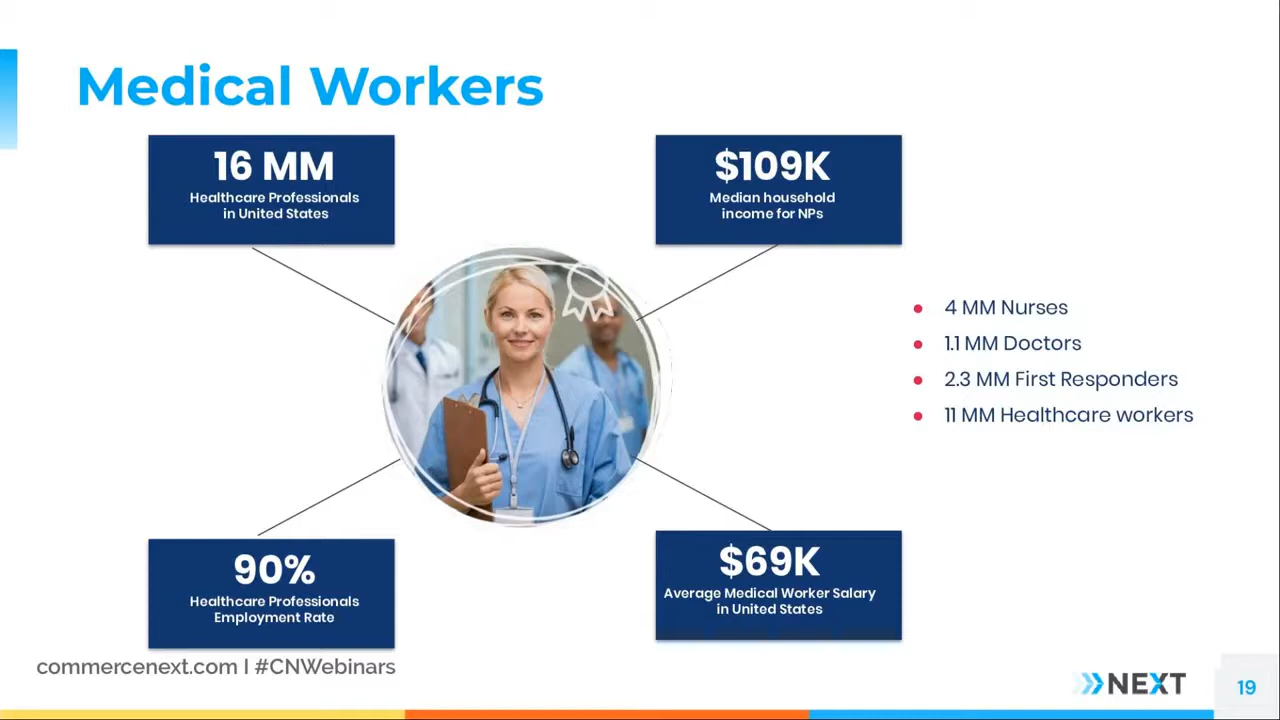 Medical Workers
16 MM
Healthcare Professionals
in United States
$109K
Median household
income for NPs
4 MM Nurses
1.1 MM Doctors
2.3 MM First Responders
11 MM Healthcare workers
90%
Healthcare Professionals
Employment Rate
$69K
Average Medical Worker Salary
in United States
commercenext.com I #CNWebinars
NEXT
19